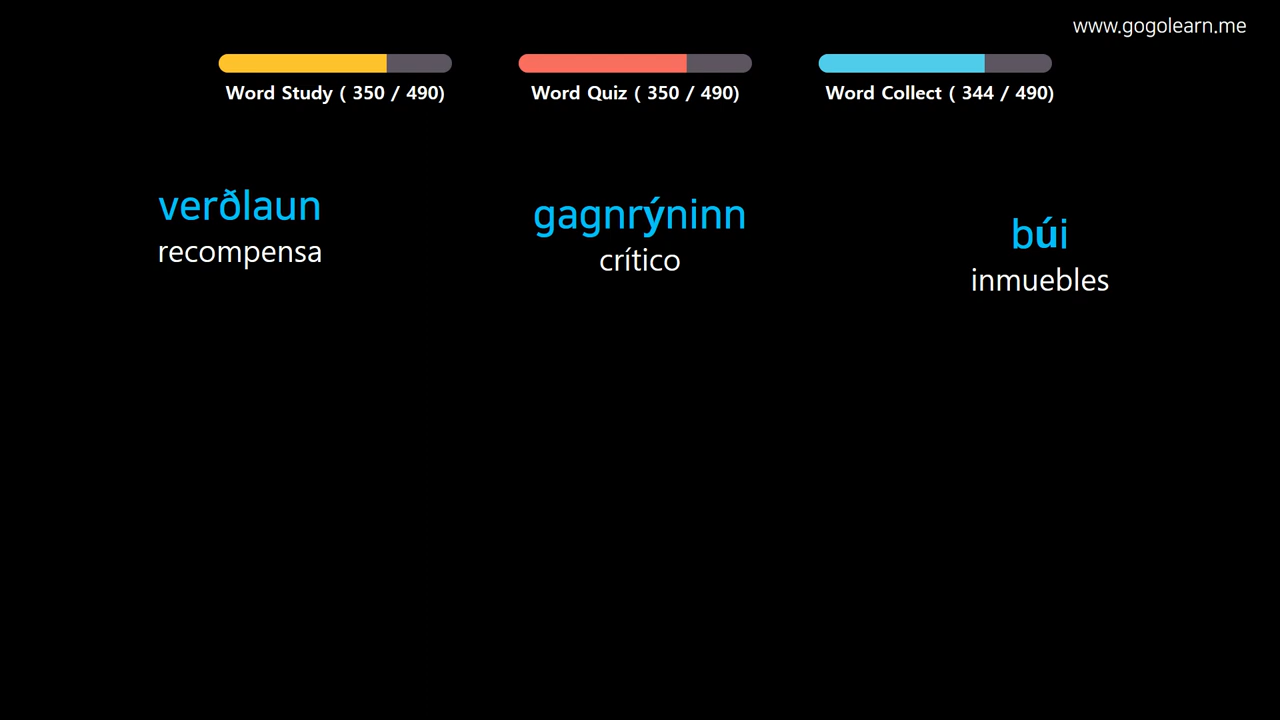 www.gogolearn.me
Word Study ( 350 / 490)
Word Quiz ( 350 / 490)
Word Collect ( 344 / 490)
verðlaun
recompensa
gagnrýninn
crítico
búi
inmuebles